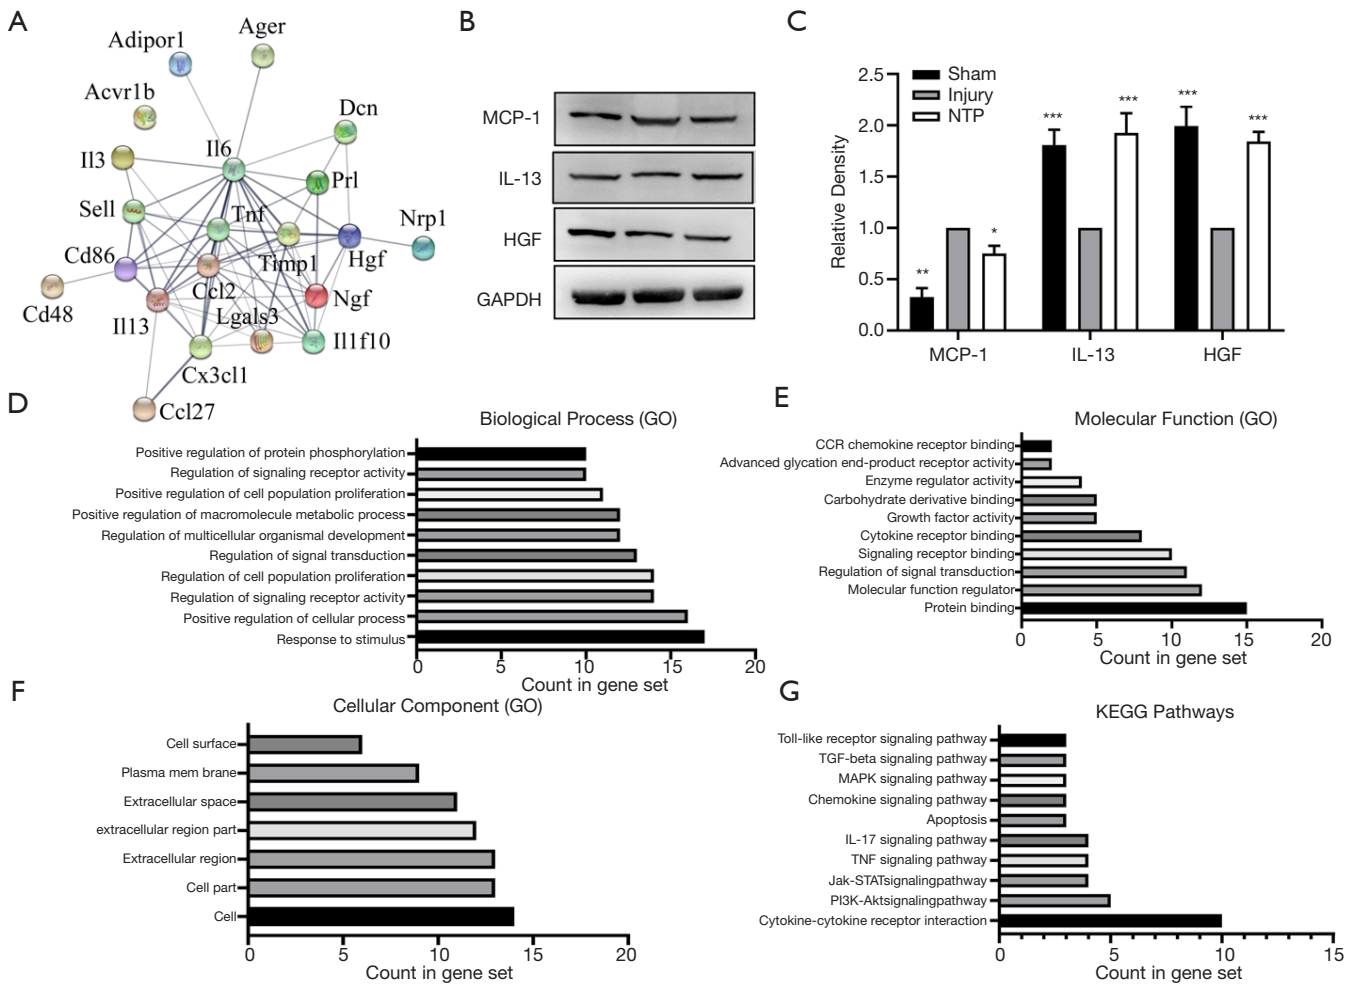 A
Adipor1
Ager
Acvr1b
Dcn
Il3
Il6
Prl
Sell
Tnf
Nrp1
Cd86
Timp1
Hgf
Cd48
Ccl2
Ngf
Il13
Lgals3
Il1f10
Cx3cl1
Ccl27
B
MCP-1
IL-13
HGF
GAPDH
C
Sham
Injury
NTP
Relative Density
2.5
2.0
1.5
1.0
0.5
0.0
**
*
***
***
***
***
MCP-1
IL-13
HGF
D
Biological Process (GO)
Positive regulation of protein phosphorylation
Regulation of signaling receptor activity
Positive regulation of cell population proliferation
Positive regulation of macromolecule metabolic process
Regulation of multicellular organismal development
Regulation of signal transduction
Regulation of cell population proliferation
Regulation of signaling receptor activity
Positive regulation of cellular process
Response to stimulus
0 5 10 15 20
Count in gene set
E
Molecular Function (GO)
CCR chemokine receptor binding
Advanced glycation end-product receptor activity
Enzyme regulator activity
Carbohydrate derivative binding
Growth factor activity
Cytokine receptor binding
Signaling receptor binding
Regulation of signal transduction
Molecular function regulator
Protein binding
0 5 10 15 20
Count in gene set
F
Cellular Component (GO)
Cell surface
Plasma mem brane
Extracellular space
extracellular region part
Extracellular region
Cell part
Cell
0 5 10 15 20
Count in gene set
G
KEGG Pathways
Toll-like receptor signaling pathway
TGF-beta signaling pathway
MAPK signaling pathway
Chemokine signaling pathway
Apoptosis
IL-17 signaling pathway
TNF signaling pathway
Jak-STATsignalingpathway
PI3K-Aktsignalingpathway
Cytokine-cytokine receptor interaction
0 5 10 15
Count in gene set